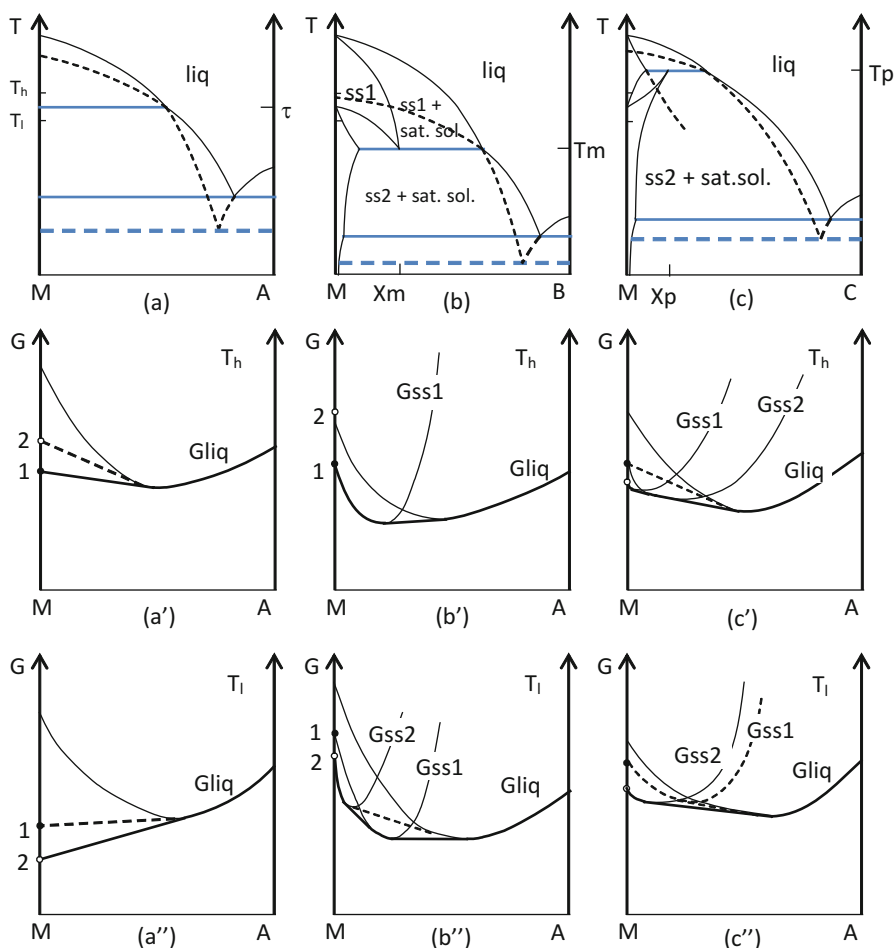 T
T
T
Th
Tl
τ
liq
M
A
(a)
ss1
liq
ss1 +
sat. sol.
Tm
ss2 + sat. sol.
M
Xm
B
(b)
liq
Tp
ss2 + sat.sol.
M
Xp
C
(c)
G
Th
2
1
Gliq
M
A
(a')
Th
Gss1
2
1
Gliq
M
A
(b')
Th
Gss1
Gss2
Gliq
M
A
(c')
G
Tl
Gliq
1
2
M
A
(a'')
Tl
1
2
Gss2
Gss1
Gliq
M
A
(b'')
Tl
Gss2
Gss1
Gliq
M
A
(c'')